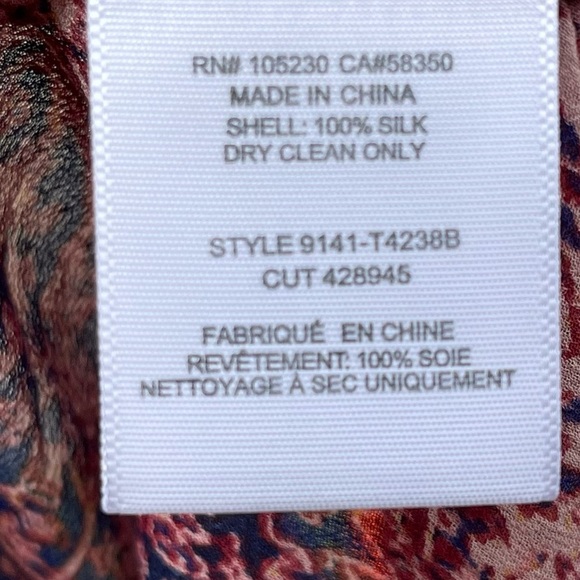 RN# 105230 CA#58350
MADE IN CHINA
SHELL: 100% SILK
DRY CLEAN ONLY
STYLE 9141-T4238B
CUT 428945
FABRIQUÉ EN CHINE
REVÊTEMENT: 100% SOIE
NETTOYAGE À SEC UNIQUEMENT